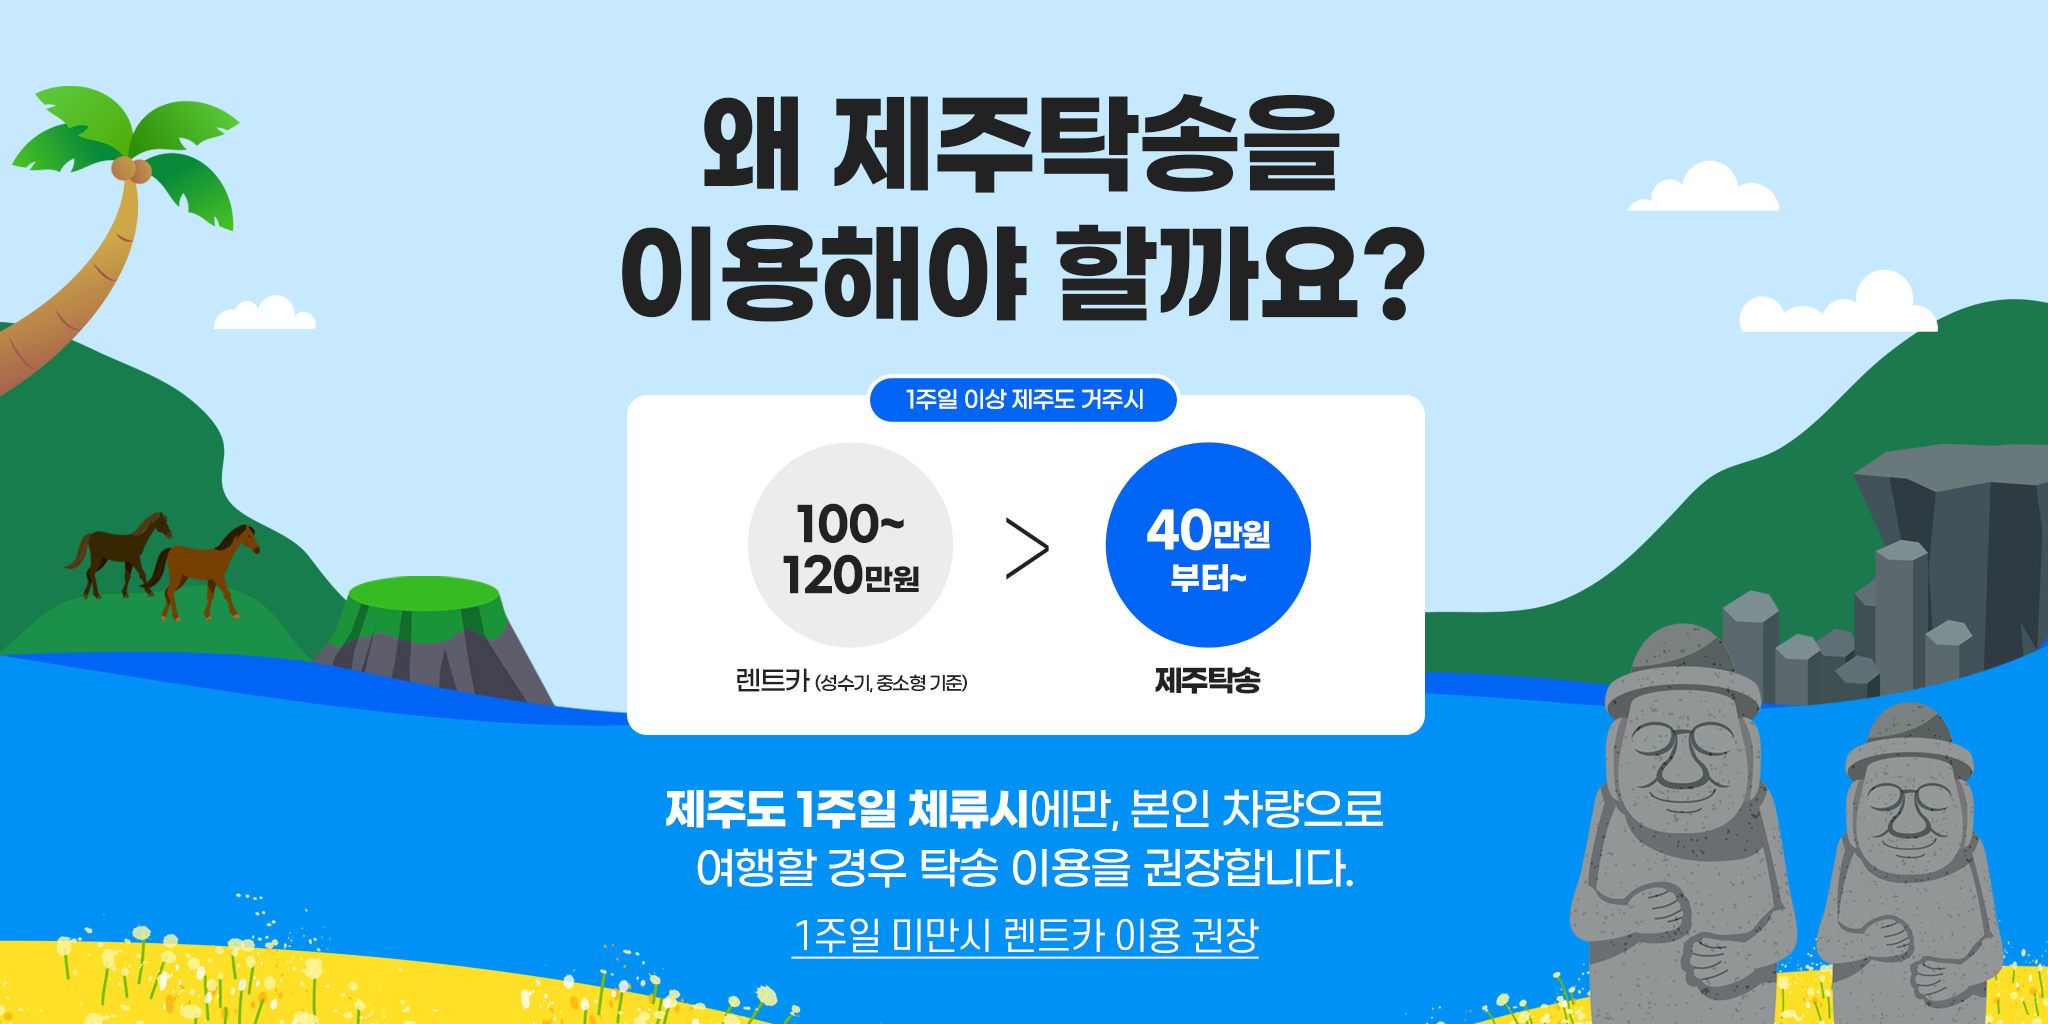 왜 제주탁송을
이용해야 할까요?
1주일 이상 제주도 거주시
100~
120만원
>
40만원
부터~
렌트카 (성수기, 중소형 기준)
제주탁송
제주도 1주일 체류시에만, 본인 차량으로
여행할 경우 탁송 이용을 권장합니다.
1주일 미만시 렌트카 이용 권장